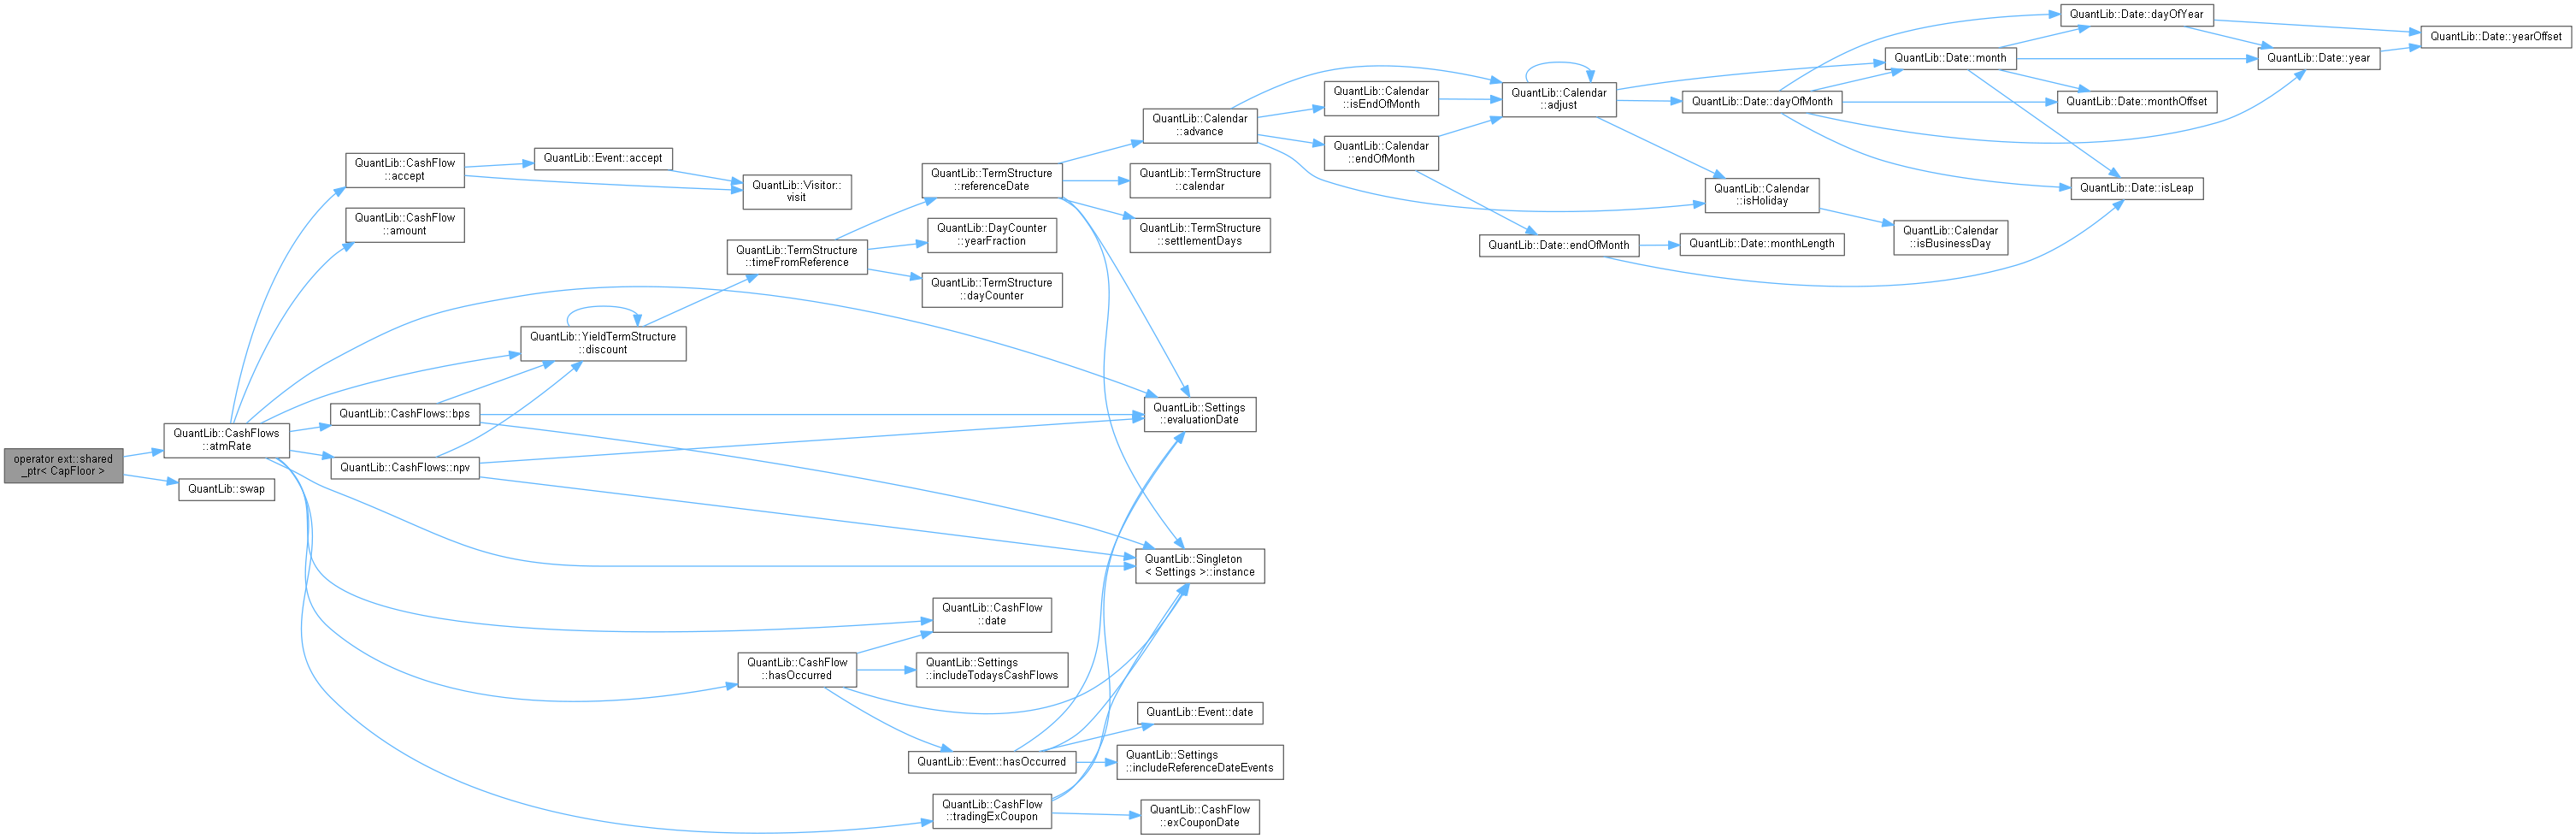 operator ext::shared
_ptr< CapFloor >
QuantLib::CashFlows
::atmRate
QuantLib::swap
QuantLib::CashFlow
::accept
QuantLib::CashFlow
::amount
QuantLib::CashFlows::bps
QuantLib::CashFlows::npv
QuantLib::Event::accept
QuantLib::Visitor::
visit
QuantLib::YieldTermStructure
::discount
QuantLib::TermStructure
::timeFromReference
QuantLib::CashFlow
::hasOccurred
QuantLib::TermStructure
::referenceDate
QuantLib::DayCounter
::yearFraction
QuantLib::TermStructure
::dayCounter
QuantLib::CashFlow
::date
QuantLib::Settings
::includeTodaysCashFlows
QuantLib::Event::hasOccurred
QuantLib::CashFlow
::tradingExCoupon
QuantLib::Calendar
::advance
QuantLib::TermStructure
::calendar
QuantLib::TermStructure
::settlementDays
QuantLib::Settings
::evaluationDate
QuantLib::Singleton
< Settings >::instance
QuantLib::Event::date
QuantLib::Settings
::includeReferenceDateEvents
QuantLib::CashFlow
::exCouponDate
QuantLib::Calendar
::isEndOfMonth
QuantLib::Calendar
::endOfMonth
QuantLib::Calendar
::adjust
QuantLib::Date::endOfMonth
QuantLib::Date::dayOfMonth
QuantLib::Calendar
::isHoliday
QuantLib::Date::monthLength
QuantLib::Date::month
QuantLib::Calendar
::isBusinessDay
QuantLib::Date::dayOfYear
QuantLib::Date::monthOffset
QuantLib::Date::isLeap
QuantLib::Date::year
QuantLib::Date::yearOffset